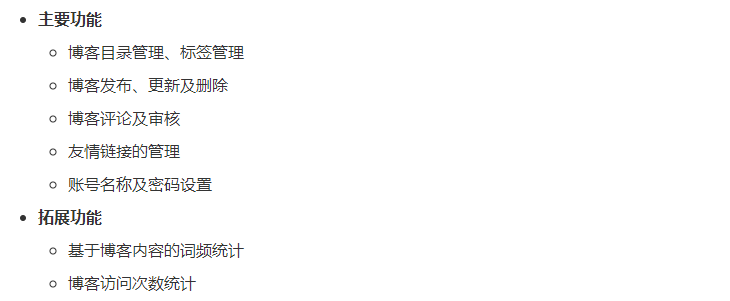 主要功能
博客目录管理、标签管理
博客发布、更新及删除
博客评论及审核
友情链接的管理
账号名称及密码设置
拓展功能
基于博客内容的词频统计
博客访问次数统计